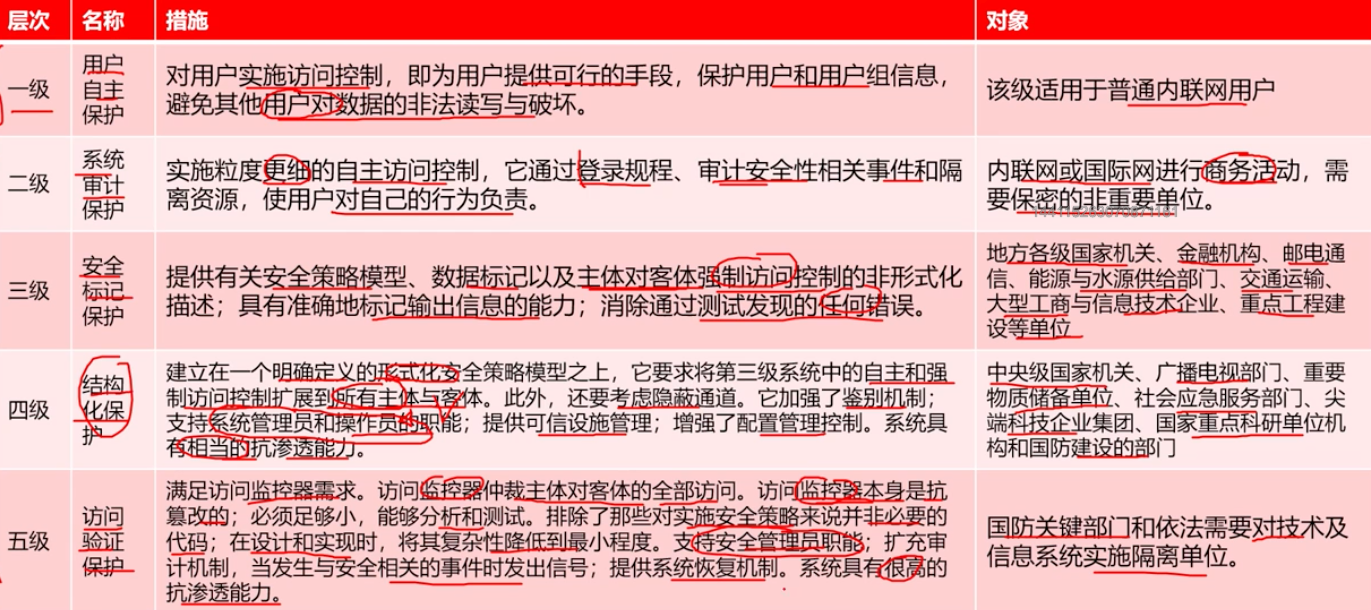 层次 名称 措施 对象
一级
用户
自主
保护
对用户实施访问控制，即为用户提供可行的手段，保护用户和用户组信息，
避免其他用户对数据的非法读写与破坏。
该级适用于普通内联网用户
二级
系统
审计
保护
实施粒度更细的自主访问控制，它通过登录规程、审计安全性相关事件和隔
离资源，使用户对自己的行为负责。
内联网或国际网进行商务活动，需
要保密的非重要单位。
三级
安全
标记
保护
提供有关安全策略模型、数据标记以及主体对客体强制访问控制的非形式化
描述；具有准确地标记输出信息的能力；消除通过测试发现的任何错误。
地方各级国家机关、金融机构、邮电通
信、能源与水源供给部门、交通运输、
大型工商与信息技术企业、重点工程建
设等单位
四级
结构
化保
护
建立在一个明确定义的形式化安全策略模型之上，它要求将第三级系统中的自主和强
制访问控制扩展到所有主体与客体。此外，还要考虑隐蔽通道。它加强了鉴别机制；
支持系统管理员和操作员的职能；提供可信设施管理；增强了配置管理控制。系统具
有相当的抗渗透能力。
中央级国家机关、广播电视部门、重要
物质储备单位、社会应急服务部门、尖
端科技企业集团、国家重点科研单位机
构和国防建设的部门
五级
访问
验证
保护
满足访问监控器需求。访问监控器仲裁主体对客体的全部访问。访问监控器本身是抗
篡改的；必须足够小，能够分析和测试。排除了那些对实施安全策略来说并非必要的
代码；在设计和实现时，将其复杂性降低到最小程度。支持安全管理员职能；扩充审
计机制，当发生与安全相关的事件时发出信号；提供系统恢复机制。系统具有很高的
抗渗透能力。
国防关键部门和依法需要对技术及
信息系统实施隔离单位。